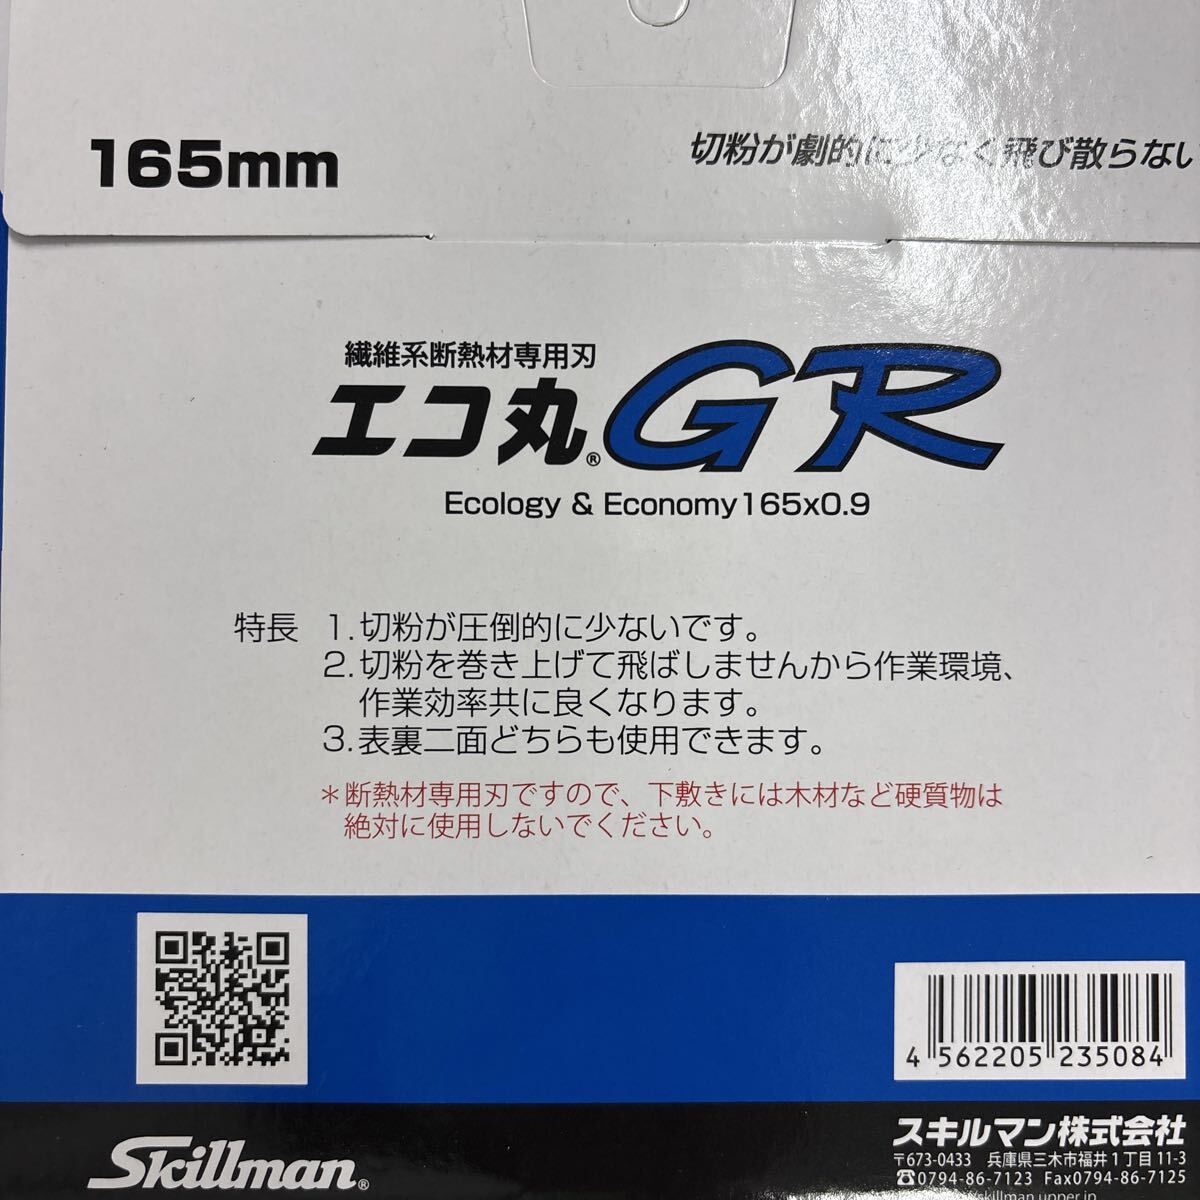 165mm
切粉が劇的に少なく飛び散らない
繊維系断熱材専用刃
エコ丸®GR
Ecology & Economy165x0.9
特長 1.切粉が圧倒的に少ないです。
2.切粉を巻き上げて飛ばしませんから作業環境、
作業効率共に良くなります。
3.表裏二面どちらも使用できます。
＊断熱材専用刃ですので、下敷きには木材など硬質物は
絶対に使用しないでください。
4 562205 235084
Skillman®
スキルマン株式会社
〒673-0433 兵庫県三木市福井1丁目11-3
☎0794-86-7123 Fax0794-86-7125
skillman.upper.jp